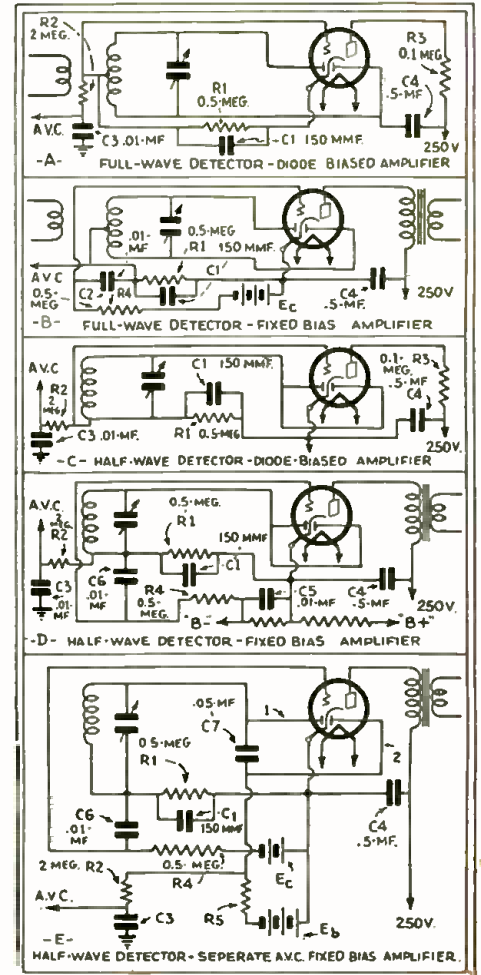 R2
2 MEG.
R3
0.1 MEG
R1
0.5-MEG.
C4
.5-MF
A.V.C.
C3 .01-MF
C1 150 MMF.
250V
-A-
FULL-WAVE DETECTOR-DIODE BIASED AMPLIFIER
.01-
MF
0.5-MEG
R1 150 MMF.
A.V.C
C1
0.5-
MEG
C2
R4
Ec
C4
.5-MF.
250V
-B-
FULL-WAVE DETECTOR-FIXED BIAS AMPLIFIER
A.V.C
R2
2
MEG
C1 150 MMF.
0.1-
MEG.
R3
.5-MF
C4
C3 .01-MF.
R1 0.5-MEG
250V.
-C- HALF-WAVE DETECTOR-DIODE-BIASED AMPLIFIER
A.V.C.
2
MEG.
R2
0.5-MEG.
R1
150 MMF
C1
C3
.01-
MF
C6
.01-
MF
R4
0.5-
MEG.
C5
.01-MF
C4
.5-MF
250V.
"B-"
"B+"
-D- HALF-WAVE DETECTOR-FIXED BIAS AMPLIFIER
.05-MF
C7
1
0.5-MEG
R1
2
C6
.01-
MF
C1
150 MMF
C4
.5-MF.
2 MEG. R2
0.5-MEG.
R4
Ec
A.V.C.
C3
R5
Eb
250V.
-E-
HALF-WAVE DETECTOR-SEPERATE A.V.C. FIXED BIAS AMPLIFIER.